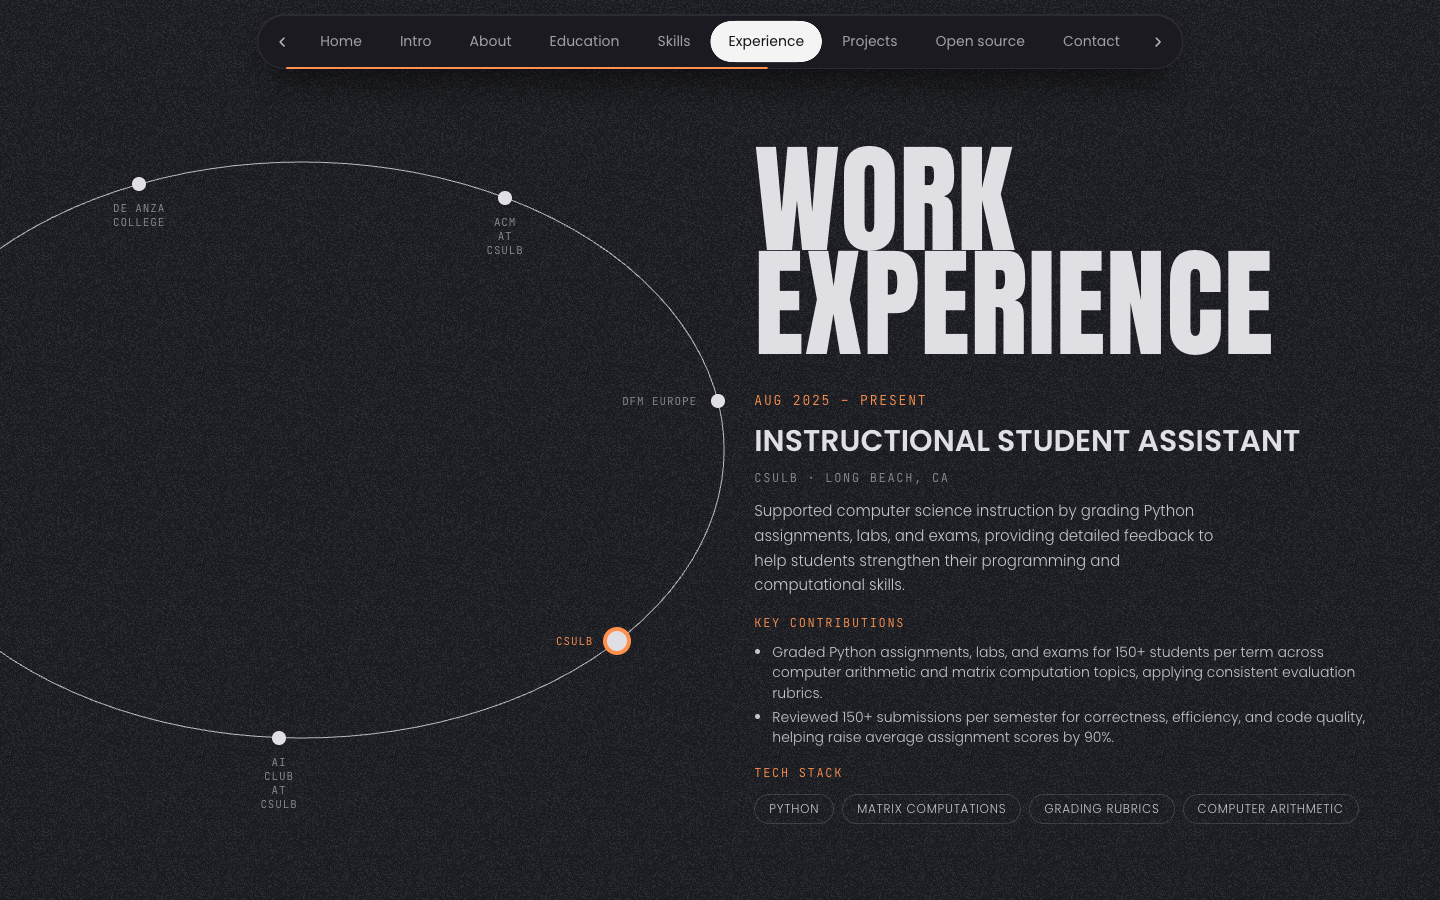 Home
Intro
About
Education
Skills
Experience
Projects
Open source
Contact
DE ANZA
COLLEGE
ACM
AT
CSULB
DFM EUROPE
CSULB
AI
CLUB
AT
CSULB
WORK
EXPERIENCE
AUG 2025 – PRESENT
INSTRUCTIONAL STUDENT ASSISTANT
CSULB · LONG BEACH, CA
Supported computer science instruction by grading Python
assignments, labs, and exams, providing detailed feedback to
help students strengthen their programming and
computational skills.
KEY CONTRIBUTIONS
• Graded Python assignments, labs, and exams for 150+ students per term across
computer arithmetic and matrix computation topics, applying consistent evaluation
rubrics.
• Reviewed 150+ submissions per semester for correctness, efficiency, and code quality,
helping raise average assignment scores by 90%.
TECH STACK
PYTHON
MATRIX COMPUTATIONS
GRADING RUBRICS
COMPUTER ARITHMETIC